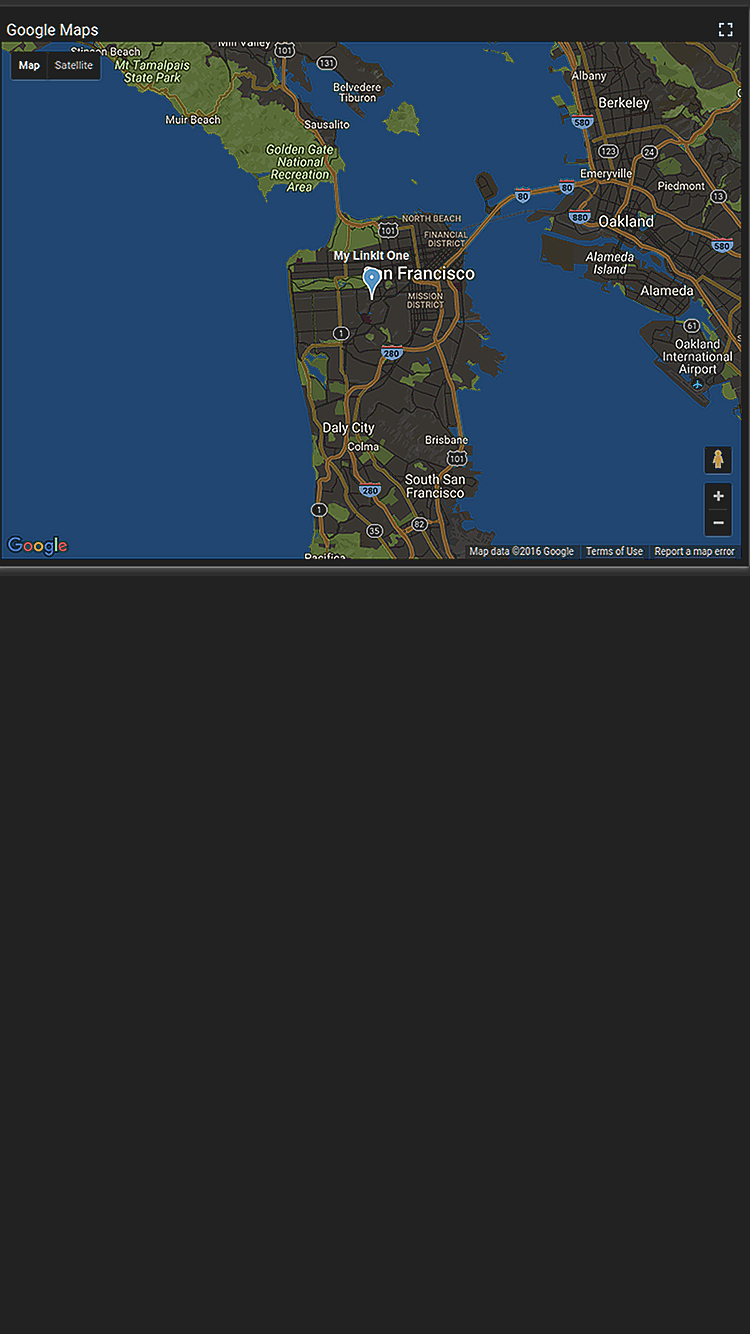 Google Maps
Stinson Beach
Mill Valley
101
Map
Satellite
Mt Tamalpais
State Park
131
Belvedere
Tiburon
Albany
Berkeley
Muir Beach
Sausalito
580
Golden Gate
National
Recreation
Area
123
24
Emeryville
Piedmont
80
80
13
101
NORTH BEACH
880
Oakland
FINANCIAL
DISTRICT
580
My LinkIt One
Alameda
Island
San Francisco
Alameda
MISSION
DISTRICT
1
61
280
Oakland
International
Airport
Daly City
Colma
Brisbane
101
South San
Francisco
280
1
35
82
Google
Pacifica
Map data ©2016 Google
Terms of Use
Report a map error